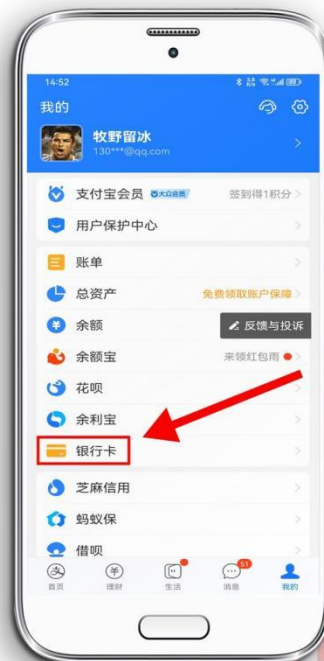 14:52
我的
牧野留冰
130***@qq.com
支付宝会员 大众会员 签到得1积分
用户保护中心
账单
总资产 免费领取账户保障
余额
反馈与投诉
余额宝 来领红包雨
花呗
余利宝
银行卡
芝麻信用
蚂蚁保
借呗
51
首页 理财 生活 消息 我的